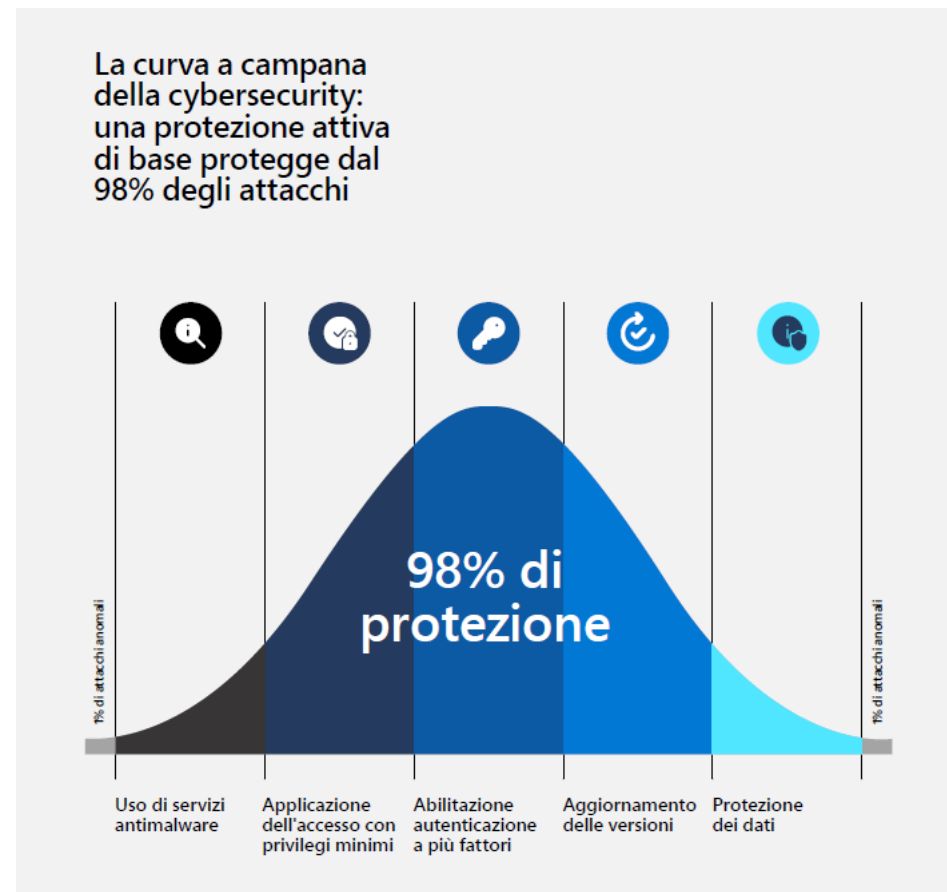 La curva a campana
della cybersecurity:
una protezione attiva
di base protegge dal
98% degli attacchi
98% di
protezione
1% di attacchi anomali
1% di attacchi anomali
Uso di servizi
antimalware
Applicazione
dell'accesso con
privilegi minimi
Abilitazione
autenticazione
a più fattori
Aggiornamento
delle versioni
Protezione
dei dati